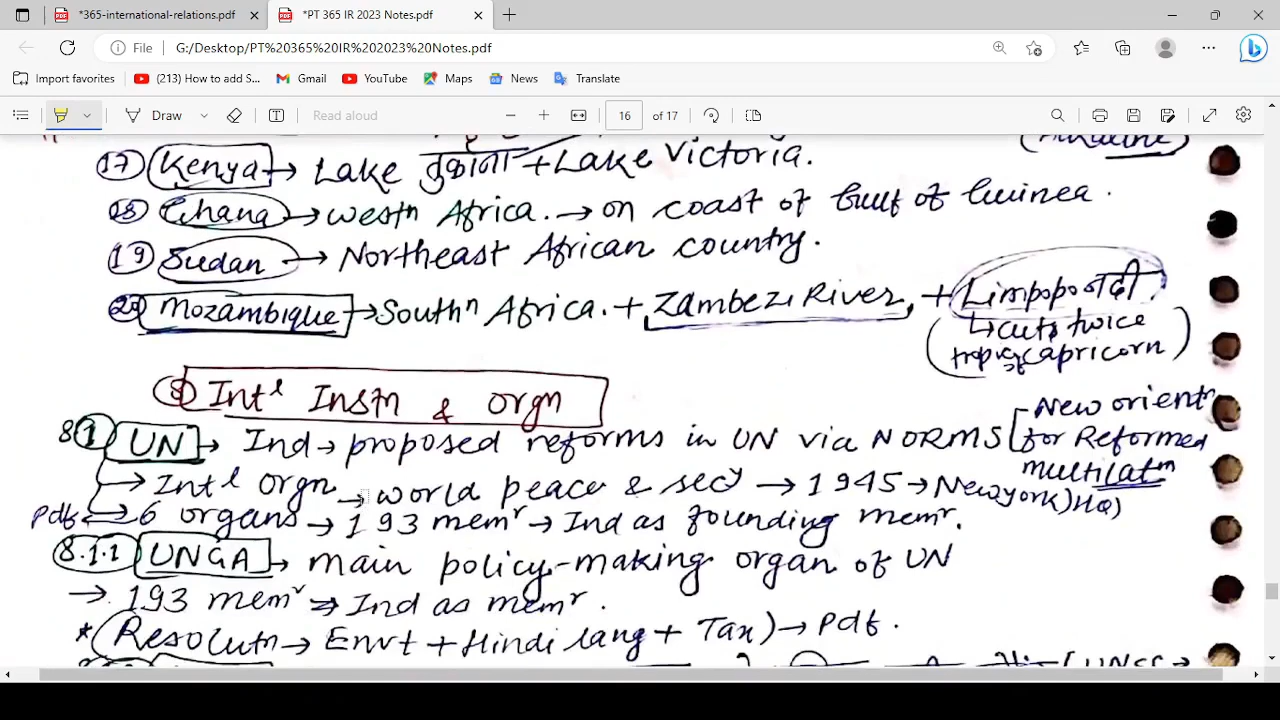 *365-international-relations.pdf
*PT 365 IR 2023 Notes.pdf
File G:/Desktop/PT%20365%20IR%202023%20Notes.pdf
Import favorites (213) How to add S... Gmail YouTube Maps News Translate
Draw Read aloud 16 of 17
17 Kenya → Lake तुर्काना + Lake Victoria.
18 Ghana → westn Africa. → on coast of Gulf of Guinea.
19 Sudan → Northeast African country.
20 Mozambique → Southn Africa. + Zambezi River, + Limpopo नदी
↳ cuts twice
tropic of capricorn
8 Intl Instn & orgn
8.1 UN → Ind → proposed reforms in UN via NORMS [New orientn
for Reformed
multilatm
→ Intl orgn → world peace & secy → 1945 → Newyork) HQ)
Pdf ← → 6 organs → 193 memr → Ind as founding memr.
8.1.1 UNGA → main policy-making organ of UN
→ 193 memr → Ind as memr.
* (Resolutn → Envt + Hindi lang + Tax) → Pdf.